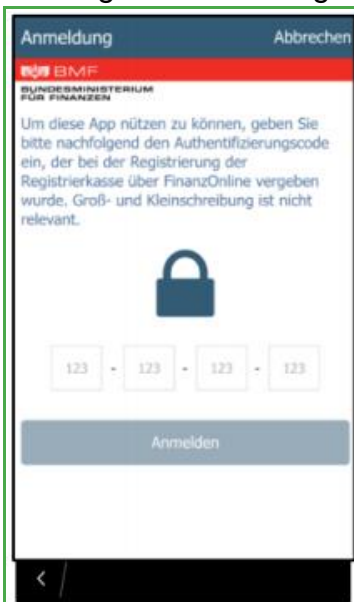 Anmeldung Abbrechen
BMF
BUNDESMINISTERIUM
FÜR FINANZEN
Um diese App nützen zu können, geben Sie
bitte nachfolgend den Authentifizierungscode
ein, der bei der Registrierung der
Registrierkasse über FinanzOnline vergeben
wurde. Groß- und Kleinschreibung ist nicht
relevant.
123 - 123 - 123 - 123
Anmelden